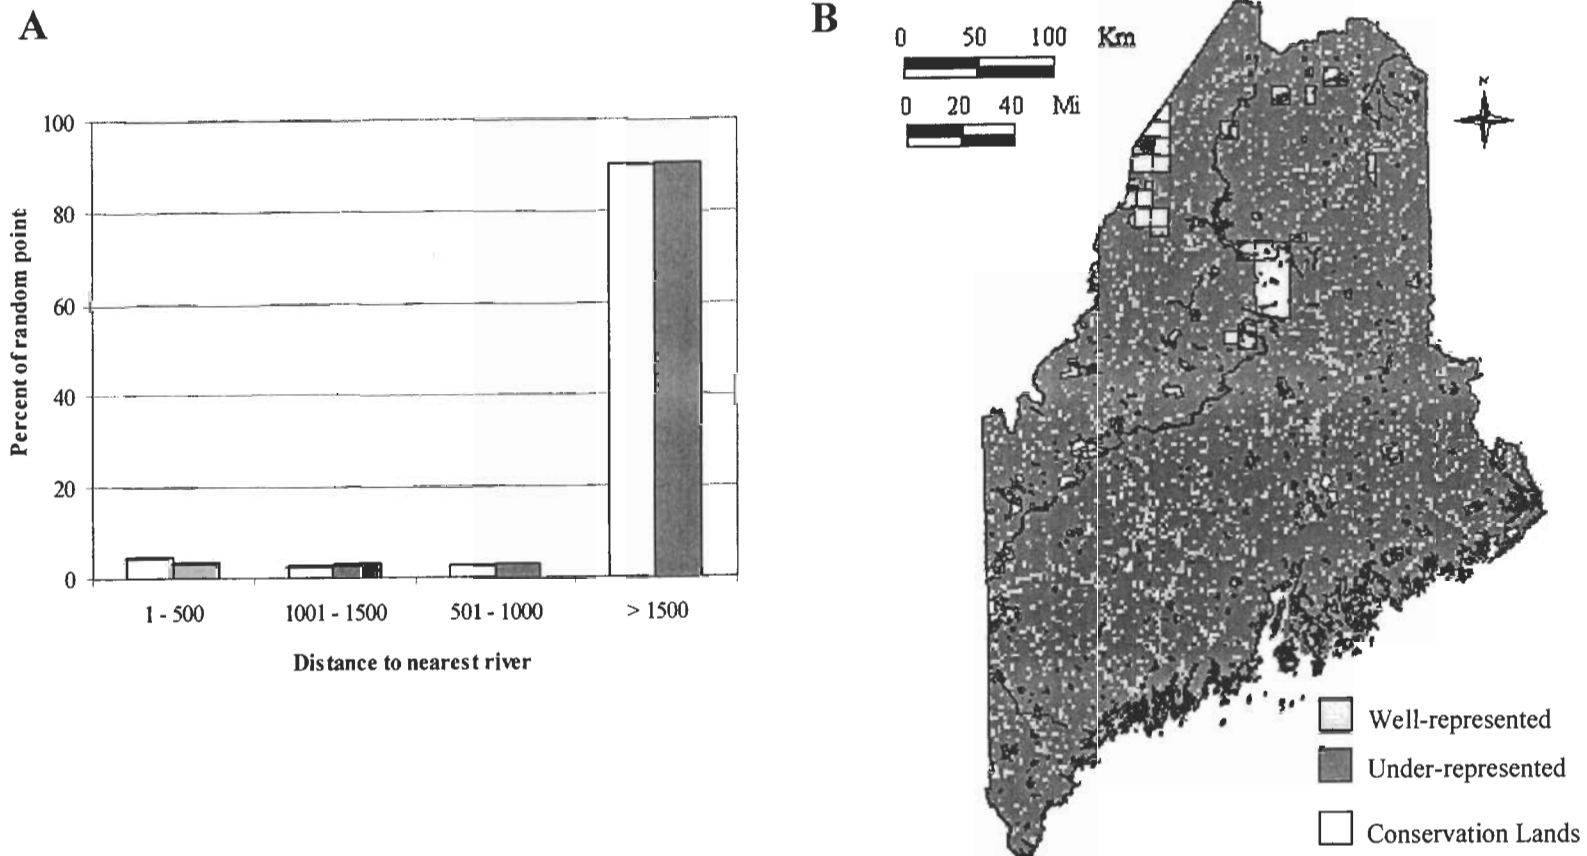 A
100
80
60
40
20
0
Percent of random point
1 - 500
1001 - 1500
501 - 1000
> 1500
Distance to nearest river
B
0 50 100 Km
0 20 40 Mi
N
Well-represented
Under-represented
Conservation Lands